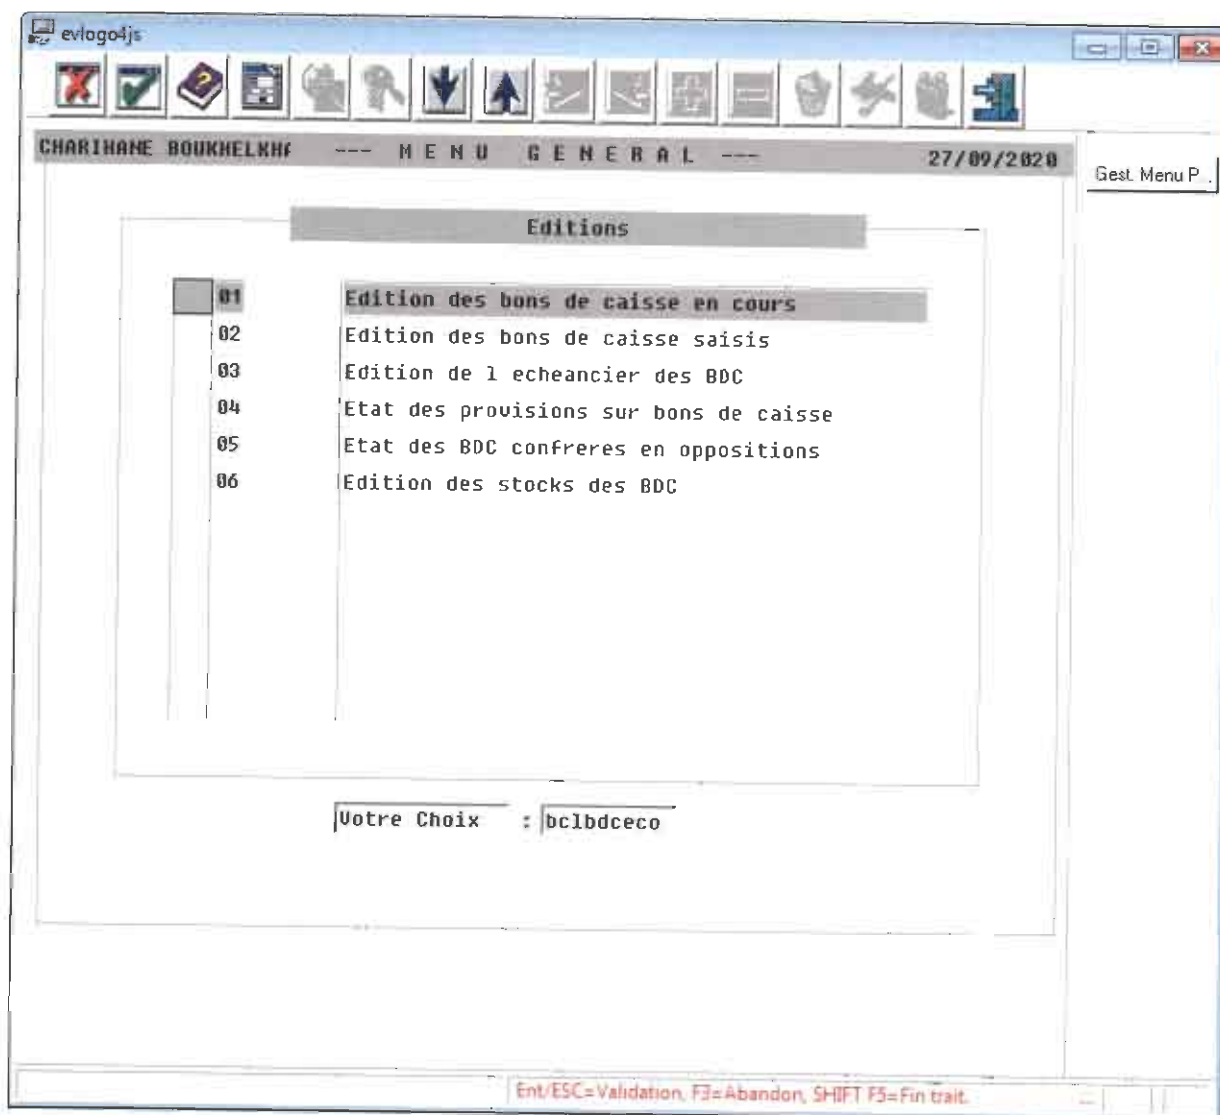 evlogo4js
CHARIHANE BOUKHELKHA --- M E N U G E N E R A L --- 27/09/2020
Gest. Menu P .
Editions
01 Edition des bons de caisse en cours
02 Edition des bons de caisse saisis
03 Edition de l echeancier des BDC
04 Etat des provisions sur bons de caisse
05 Etat des BDC confreres en oppositions
06 Edition des stocks des BDC
Votre Choix : bclbdceco
Ent/ESC=Validation, F3=Abandon, SHIFT F5=Fin trait.